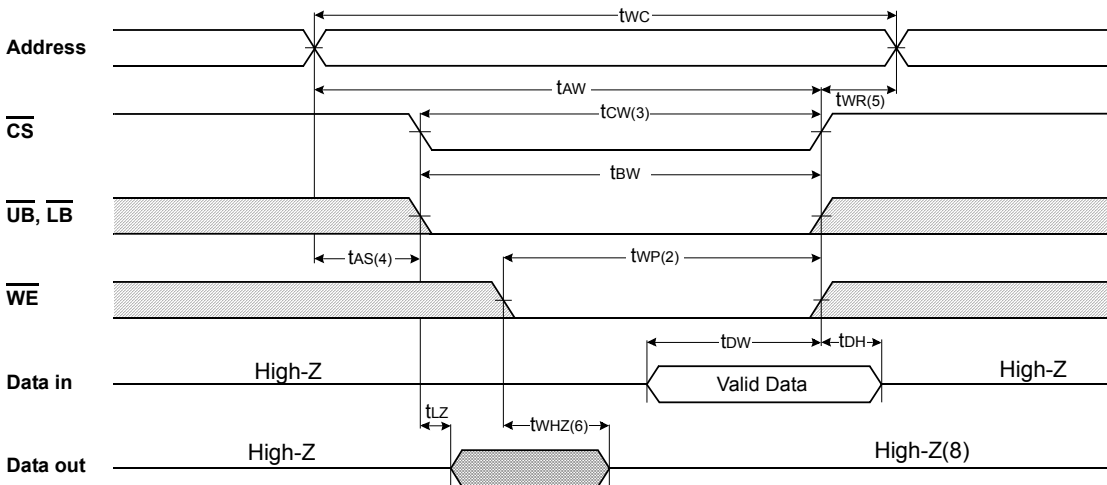 tWC
Address
tAW
tWR(5)
tCW(3)
CS
tBW
UB, LB
tAS(4)
tWP(2)
WE
tDW
tDH
High-Z
Valid Data
High-Z
Data in
tLZ
tWHZ(6)
High-Z
High-Z(8)
Data out